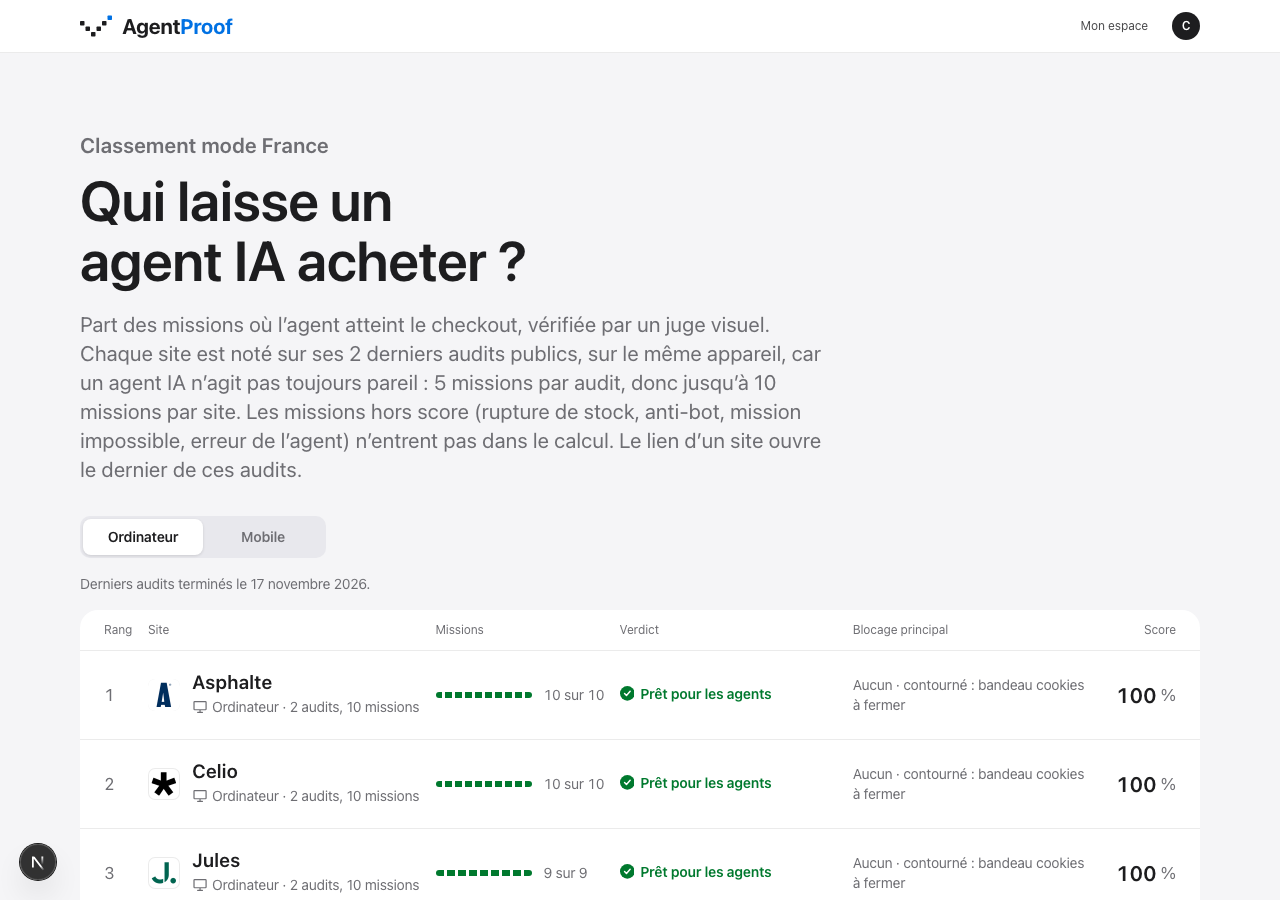 AgentProof
Mon espace
C
Classement mode France
Qui laisse un
agent IA acheter ?
Part des missions où l’agent atteint le checkout, vérifiée par un juge visuel.
Chaque site est noté sur ses 2 derniers audits publics, sur le même appareil, car
un agent IA n’agit pas toujours pareil : 5 missions par audit, donc jusqu’à 10
missions par site. Les missions hors score (rupture de stock, anti-bot, mission
impossible, erreur de l’agent) n’entrent pas dans le calcul. Le lien d’un site ouvre
le dernier de ces audits.
Ordinateur
Mobile
Derniers audits terminés le 17 novembre 2026.
Rang Site Missions Verdict Blocage principal Score
1 A Asphalte 10 sur 10 Prêt pour les agents Aucun · contourné : bandeau cookies à fermer 100 %
Ordinateur · 2 audits, 10 missions
2 Celio 10 sur 10 Prêt pour les agents Aucun · contourné : bandeau cookies à fermer 100 %
Ordinateur · 2 audits, 10 missions
3 J. Jules 9 sur 9 Prêt pour les agents Aucun · contourné : bandeau cookies à fermer 100 %
Ordinateur · 2 audits, 10 missions
N